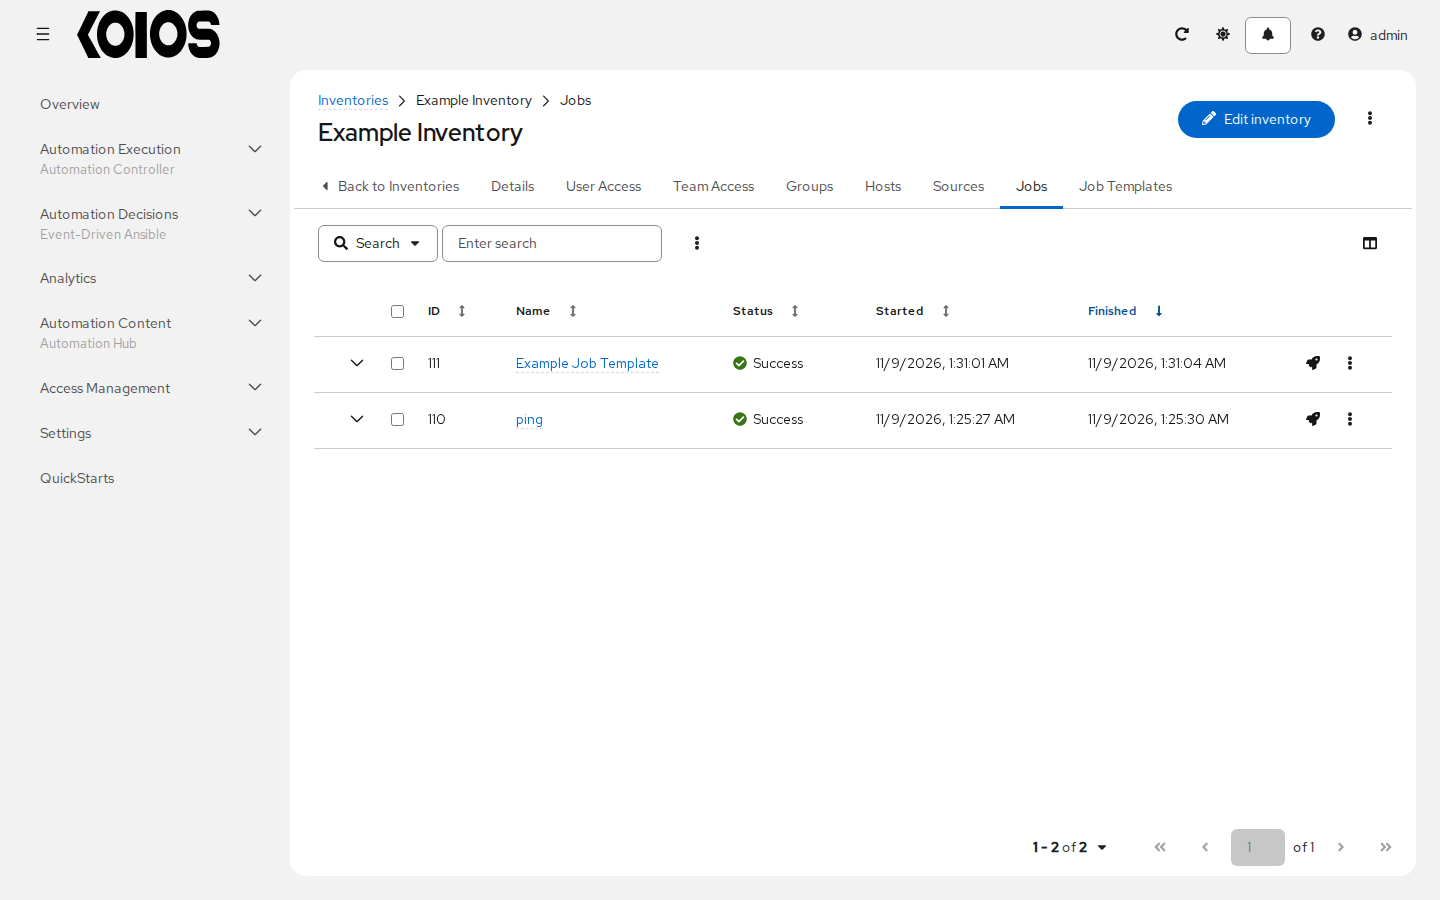 KOIOS
admin
Overview
Automation Execution
Automation Controller
Automation Decisions
Event-Driven Ansible
Analytics
Automation Content
Automation Hub
Access Management
Settings
QuickStarts
Inventories > Example Inventory > Jobs
Example Inventory
Edit inventory
Back to Inventories Details User Access Team Access Groups Hosts Sources Jobs Job Templates
Search Enter search
ID Name Status Started Finished
111 Example Job Template Success 11/9/2026, 1:31:01 AM 11/9/2026, 1:31:04 AM
110 ping Success 11/9/2026, 1:25:27 AM 11/9/2026, 1:25:30 AM
1 - 2 of 2 1 of 1